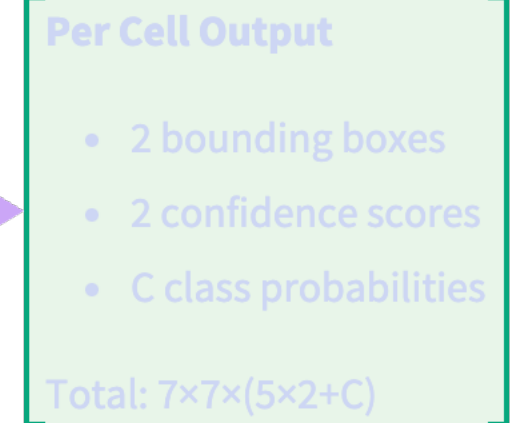 Per Cell Output
• 2 bounding boxes
• 2 confidence scores
• C class probabilities
Total: 7×7×(5×2+C)